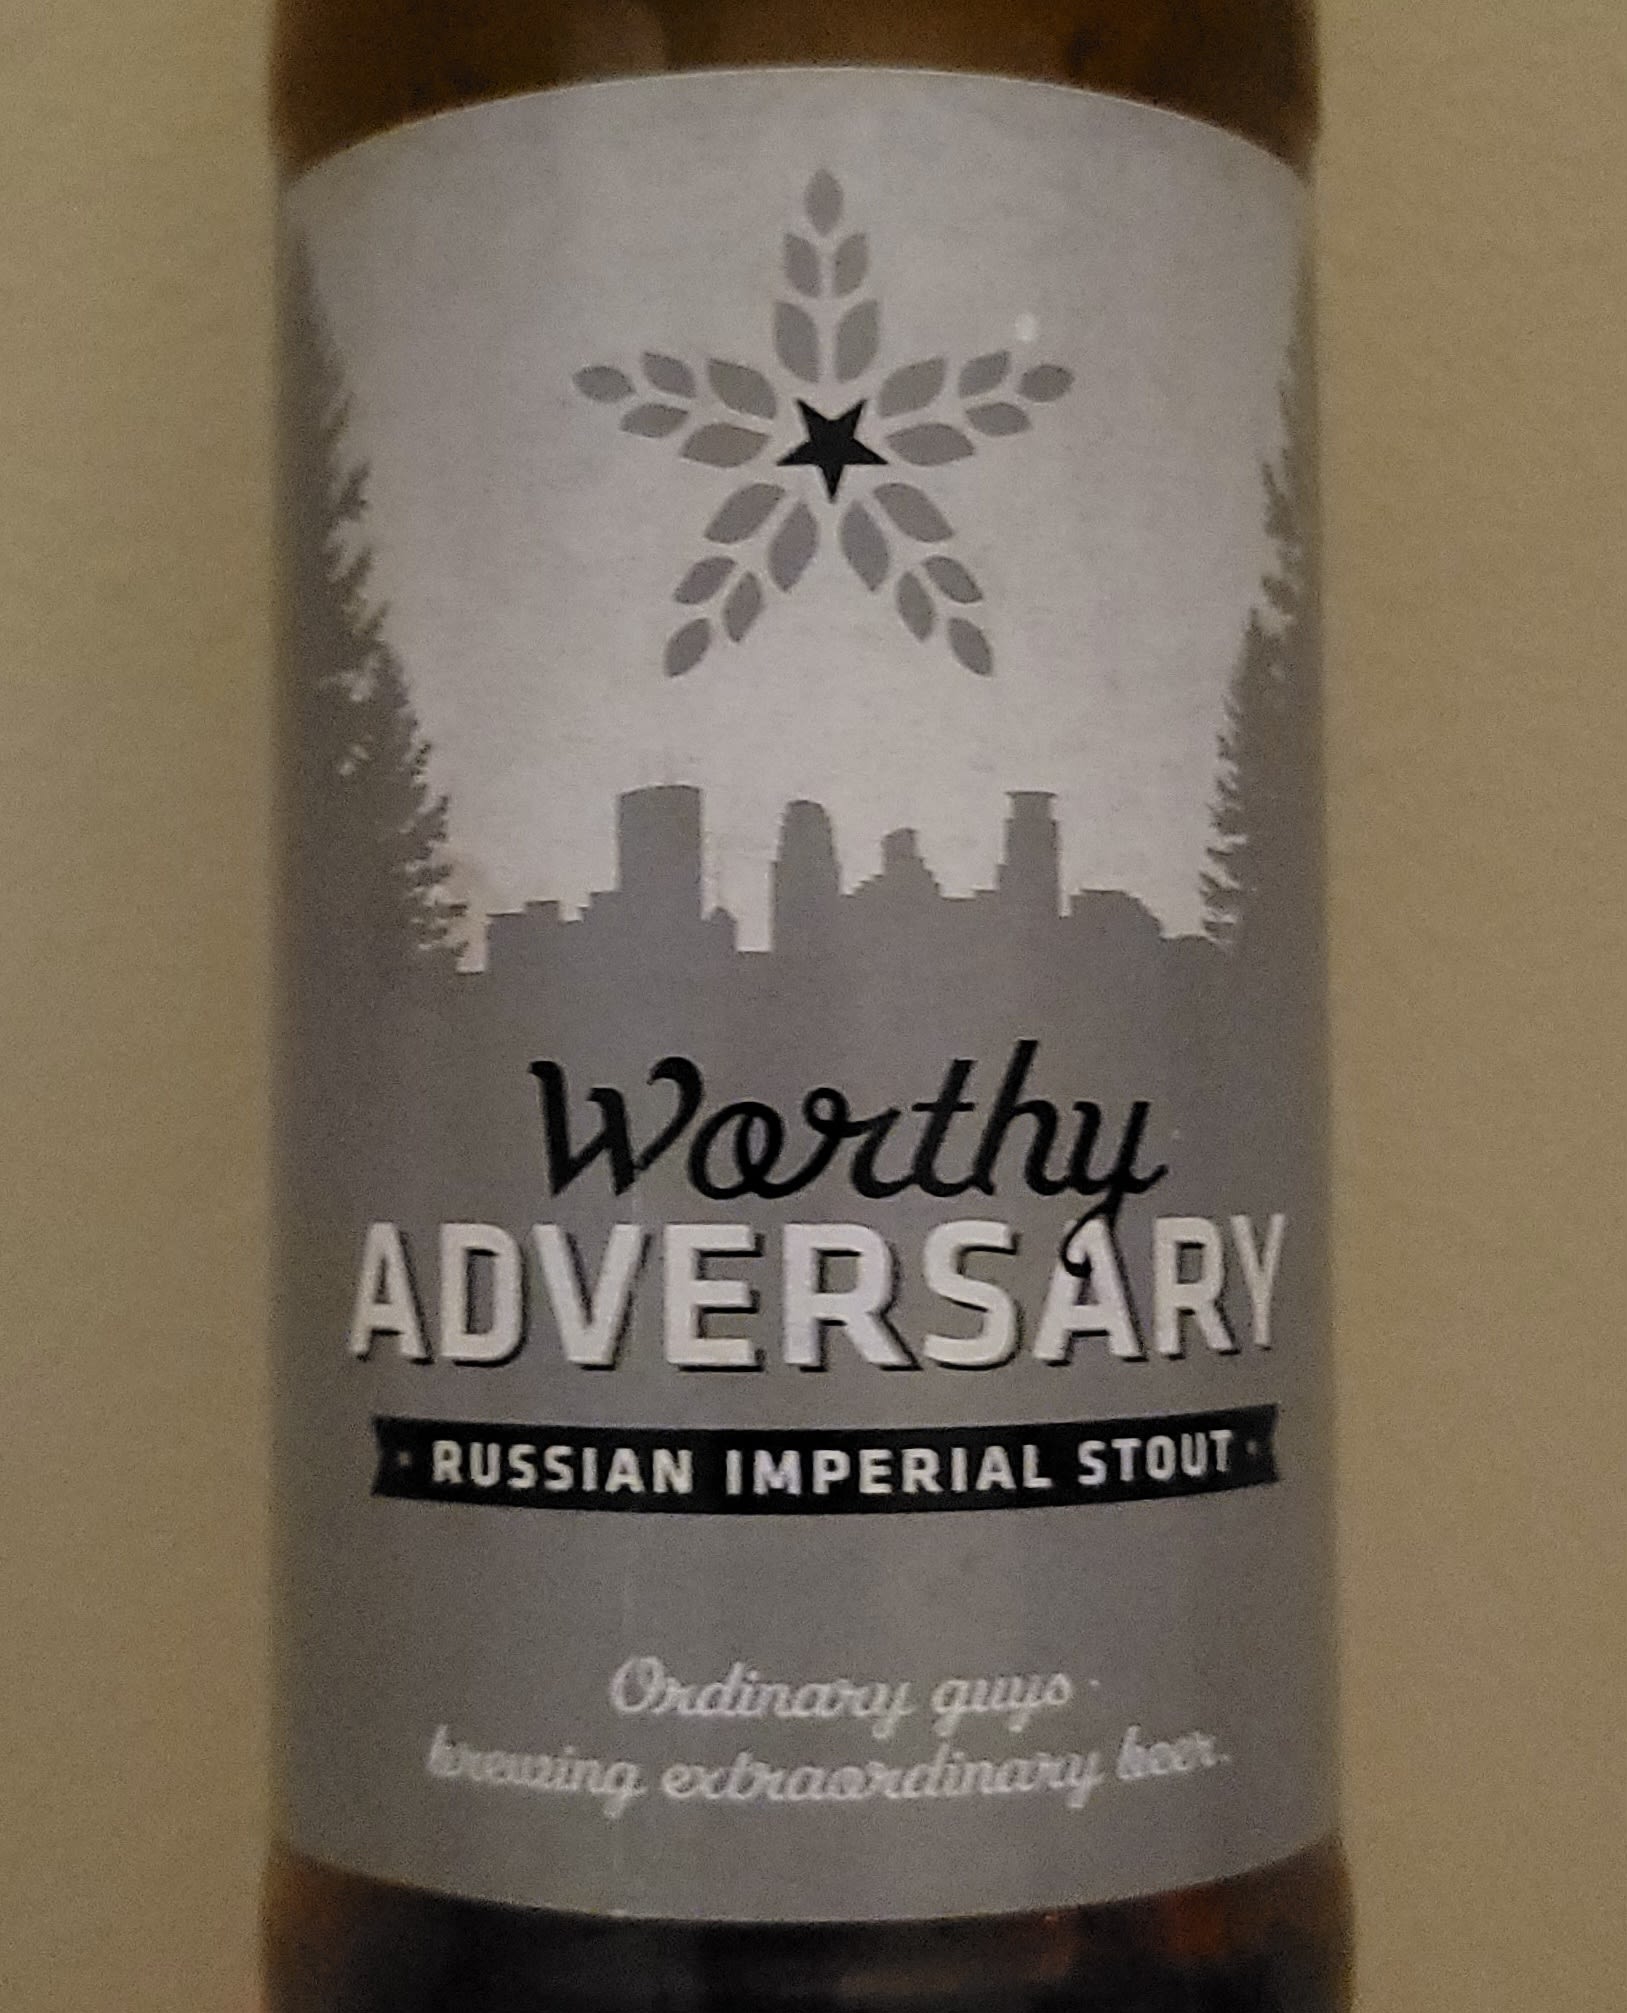 Worthy
ADVERSARY
· RUSSIAN IMPERIAL STOUT ·
Ordinary guys
brewing extraordinary beer.